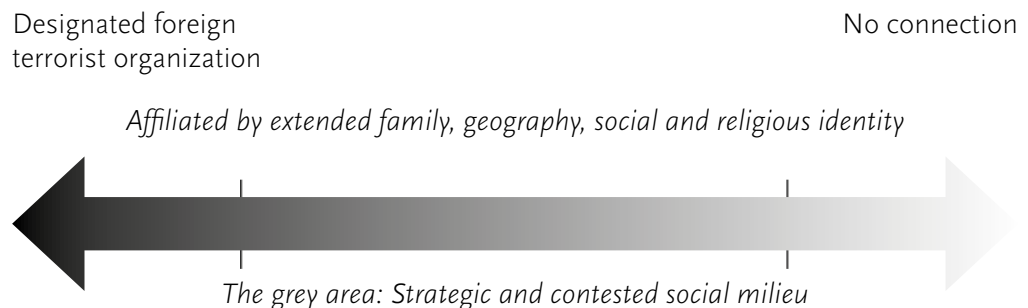 Designated foreign
terrorist organization
No connection
Affiliated by extended family, geography, social and religious identity
The grey area: Strategic and contested social milieu